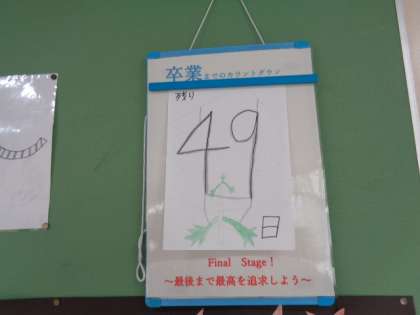 卒業までのカウントダウン
残り
49
日
Final Stage！
～最後まで最高を追求しよう～